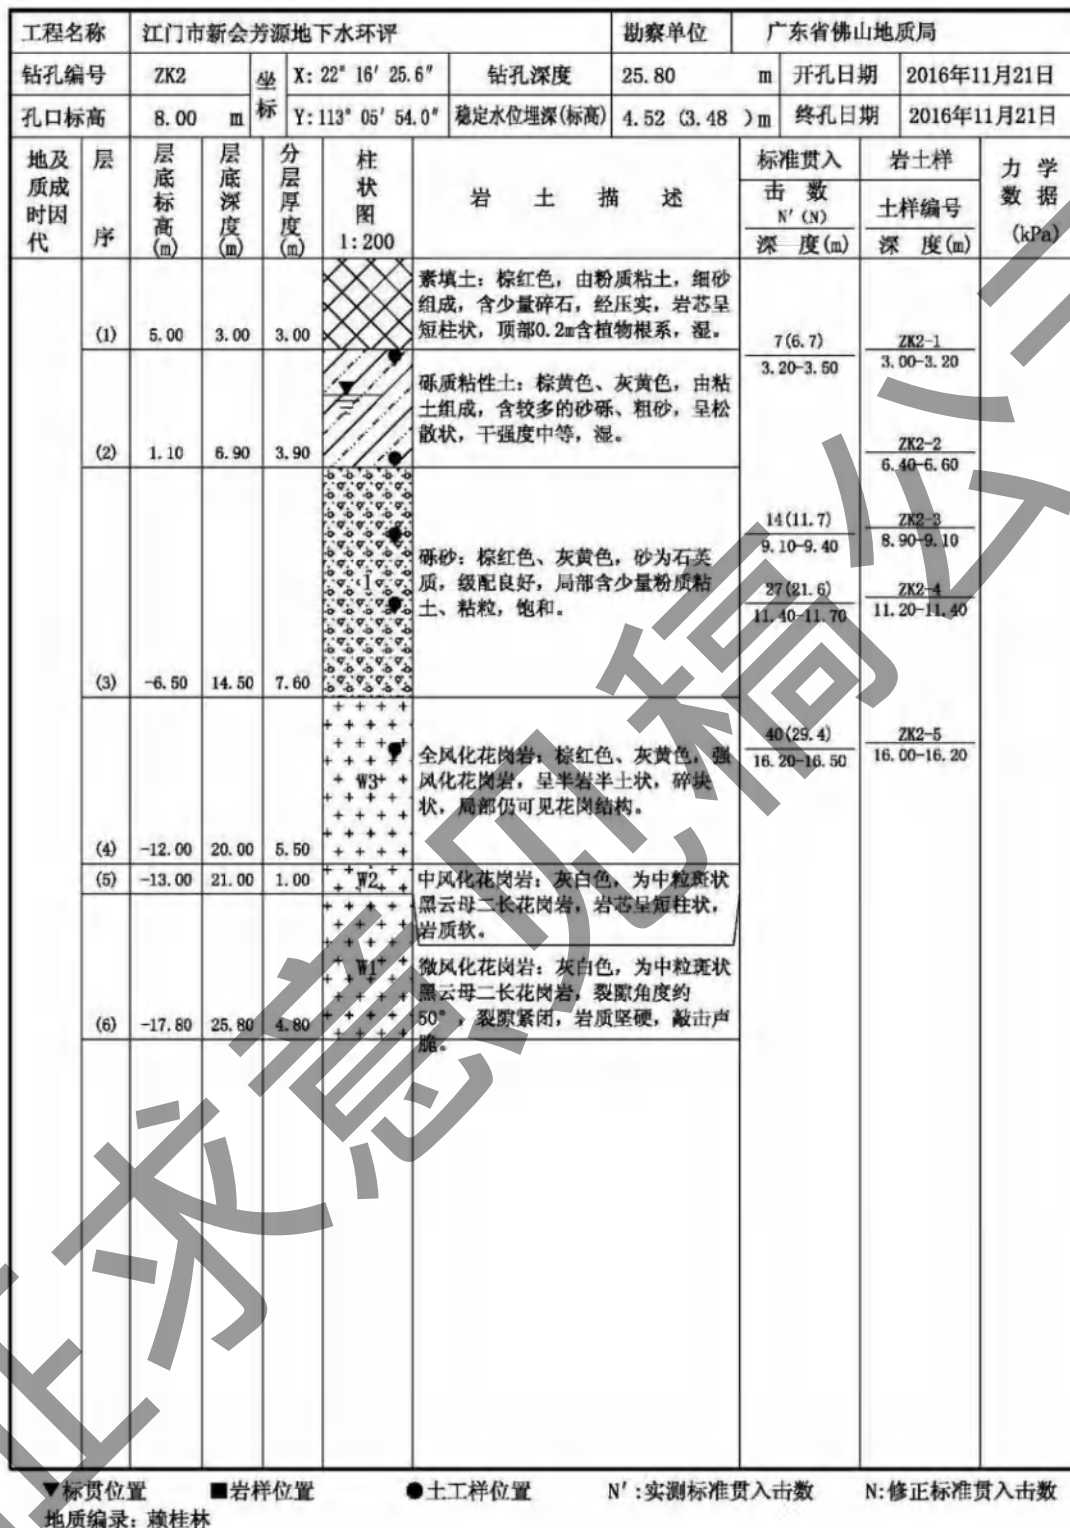 工程名称 江门市新会芳源地下水环评 勘察单位 广东省佛山地质局
钻孔编号 ZK2 坐标 X: 22° 16′ 25.6″ 钻孔深度 25.80 m 开孔日期 2016年11月21日
孔口标高 8.00 m Y: 113° 05′ 54.0″ 稳定水位埋深(标高) 4.52 (3.48 )m 终孔日期 2016年11月21日
地质时代及成因 层序 层底标高(m) 层底深度(m) 分层厚度(m) 柱状图 1:200 岩土描述 标准贯入 岩土样 力学数据 (kPa)
击数 N′(N) 土样编号
深度(m) 深度(m)
素填土：棕红色，由粉质粘土，细砂
组成，含少量碎石，经压实，岩芯呈
短柱状，顶部0.2m含植物根系，湿。
(1) 5.00 3.00 3.00 7(6.7) ZK2-1
3.20-3.50 3.00-3.20
砾质粘性土：棕黄色、灰黄色，由粘
土组成，含较多的砂砾、粗砂，呈松
散状，干强度中等，湿。
(2) 1.10 6.90 3.90 ZK2-2
6.40-6.60
14(11.7) ZK2-3
9.10-9.40 8.90-9.10
砾砂：棕红色、灰黄色，砂为石英
质，级配良好，局部含少量粉质粘
土、粘粒，饱和。
27(21.6) ZK2-4
11.40-11.70 11.20-11.40
(3) -6.50 14.50 7.60
40(29.4) ZK2-5
16.20-16.50 16.00-16.20
全风化花岗岩：棕红色、灰黄色，强
W3 风化花岗岩，呈半岩半土状，碎块
状，局部仍可见花岗结构。
(4) -12.00 20.00 5.50
(5) -13.00 21.00 1.00 W2 中风化花岗岩：灰白色，为中粒斑状
黑云母二长花岗岩，岩芯呈短柱状，
岩质软。
W1 微风化花岗岩：灰白色，为中粒斑状
黑云母二长花岗岩，裂隙角度约
(6) -17.80 25.80 4.80 50°，裂隙紧闭，岩质坚硬，敲击声
脆。
▼标贯位置 ■岩样位置 ●土工样位置 N′:实测标准贯入击数 N:修正标准贯入击数
地质编录：赖桂林
征求意见稿公示